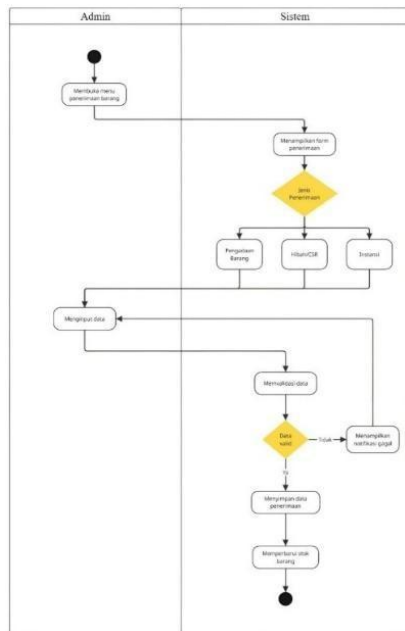 Admin
Sistem
Membuka menu
penerimaan barang
Menampilkan form
penerimaan
Jenis
Penerimaan
Pengadaan
Barang
Hibah/CSR
Instansi
Menginput data
Memvalidasi data
Data
valid
Tidak
Menampilkan
notifikasi gagal
Ya
Menyimpan data
penerimaan
Memperbarui stok
barang